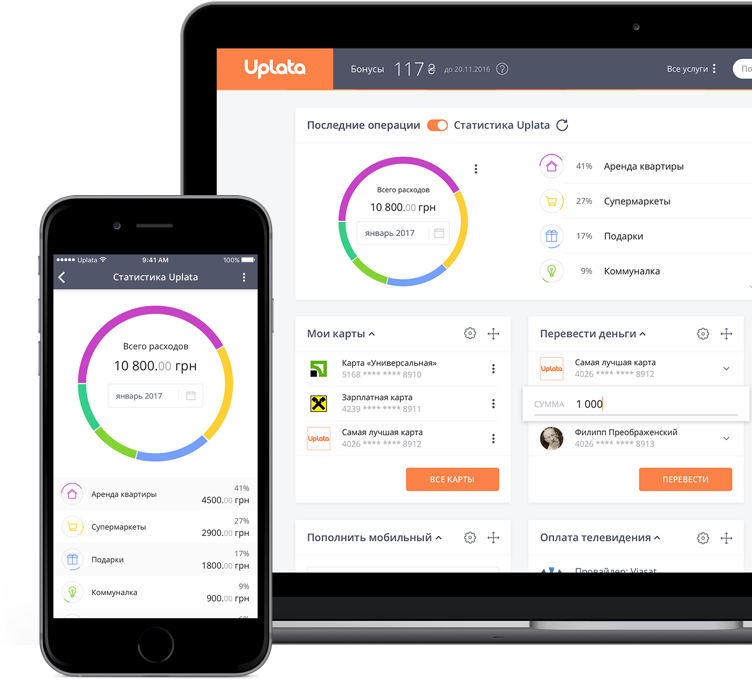 Uplata
Бонусы 117₴ до 20.11.2016 ?
Все услуги
По
Последние операции
Статистика Uplata
Всего расходов
10 800.00 грн
январь 2017
41% Аренда квартиры
27% Супермаркеты
17% Подарки
9% Коммуналка
Мои карты
Карта «Универсальная»
5168 **** **** 8910
Зарплатная карта
4239 **** **** 8911
Uplata
Самая лучшая карта
4026 **** **** 8912
ВСЕ КАРТЫ
Перевести деньги
Uplata
Самая лучшая карта
4026 **** **** 8912
СУММА 1 000
Филипп Преображенский
4026 **** **** 8913
ПЕРЕВЕСТИ
Пополнить мобильный
Оплата телевидения
Провайдер: Viasat
Uplata
9:41 AM
100%
Статистика Uplata
Всего расходов
10 800.00 грн
январь 2017
41%
Аренда квартиры
4500.00 грн
27%
Супермаркеты
2900.00 грн
17%
Подарки
1800.00 грн
9%
Коммуналка
900.00 грн